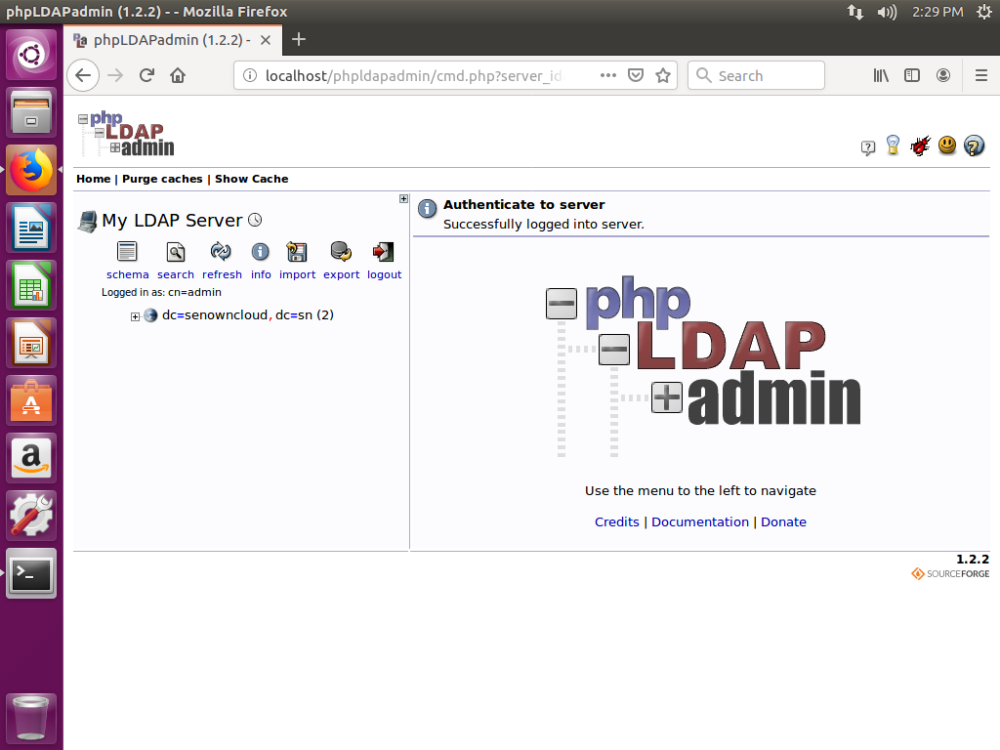 phpLDAPadmin (1.2.2) - - Mozilla Firefox
2:29 PM
phpLDAPadmin (1.2.2) -
localhost/phpldapadmin/cmd.php?server_id
Search
php
LDAP
admin
Home | Purge caches | Show Cache
My LDAP Server
schema search refresh info import export logout
Logged in as: cn=admin
dc=senowncloud,dc=sn (2)
Authenticate to server
Successfully logged into server.
php
LDAP
admin
Use the menu to the left to navigate
Credits | Documentation | Donate
1.2.2
SOURCEFORGE